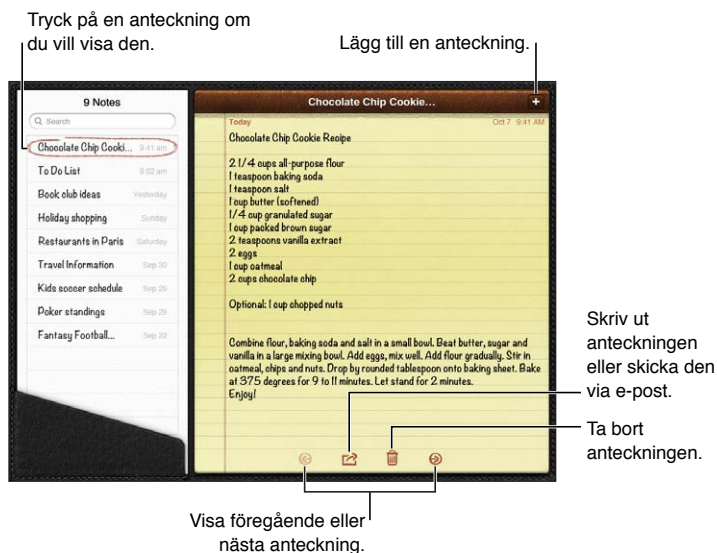 Tryck på en anteckning om
du vill visa den.
Lägg till en anteckning.
9 Notes
Search
Chocolate Chip Cooki... 9:41 am
To Do List 9:02 am
Book club ideas Yesterday
Holiday shopping Sunday
Restaurants in Paris Saturday
Travel Information Sep 30
Kids soccer schedule Sep 29
Poker standings Sep 29
Fantasy Football... Sep 29
Chocolate Chip Cookie...
+
Today Oct 7 9:41 AM
Chocolate Chip Cookie Recipe
2 1/4 cups all-purpose flour
1 teaspoon baking soda
1 teaspoon salt
1 cup butter (softened)
1/4 cup granulated sugar
1 cup packed brown sugar
2 teaspoons vanilla extract
2 eggs
1 cup oatmeal
2 cups chocolate chip
Optional: 1 cup chopped nuts
Combine flour, baking soda and salt in a small bowl. Beat butter, sugar and
vanilla in a large mixing bowl. Add eggs, mix well. Add flour gradually. Stir in
oatmeal, chips and nuts. Drop by rounded tablespoon onto baking sheet. Bake
at 375 degrees for 9 to 11 minutes. Let stand for 2 minutes.
Enjoy!
Skriv ut
anteckningen
eller skicka den
via e-post.
Ta bort
anteckningen.
Visa föregående eller
nästa anteckning.